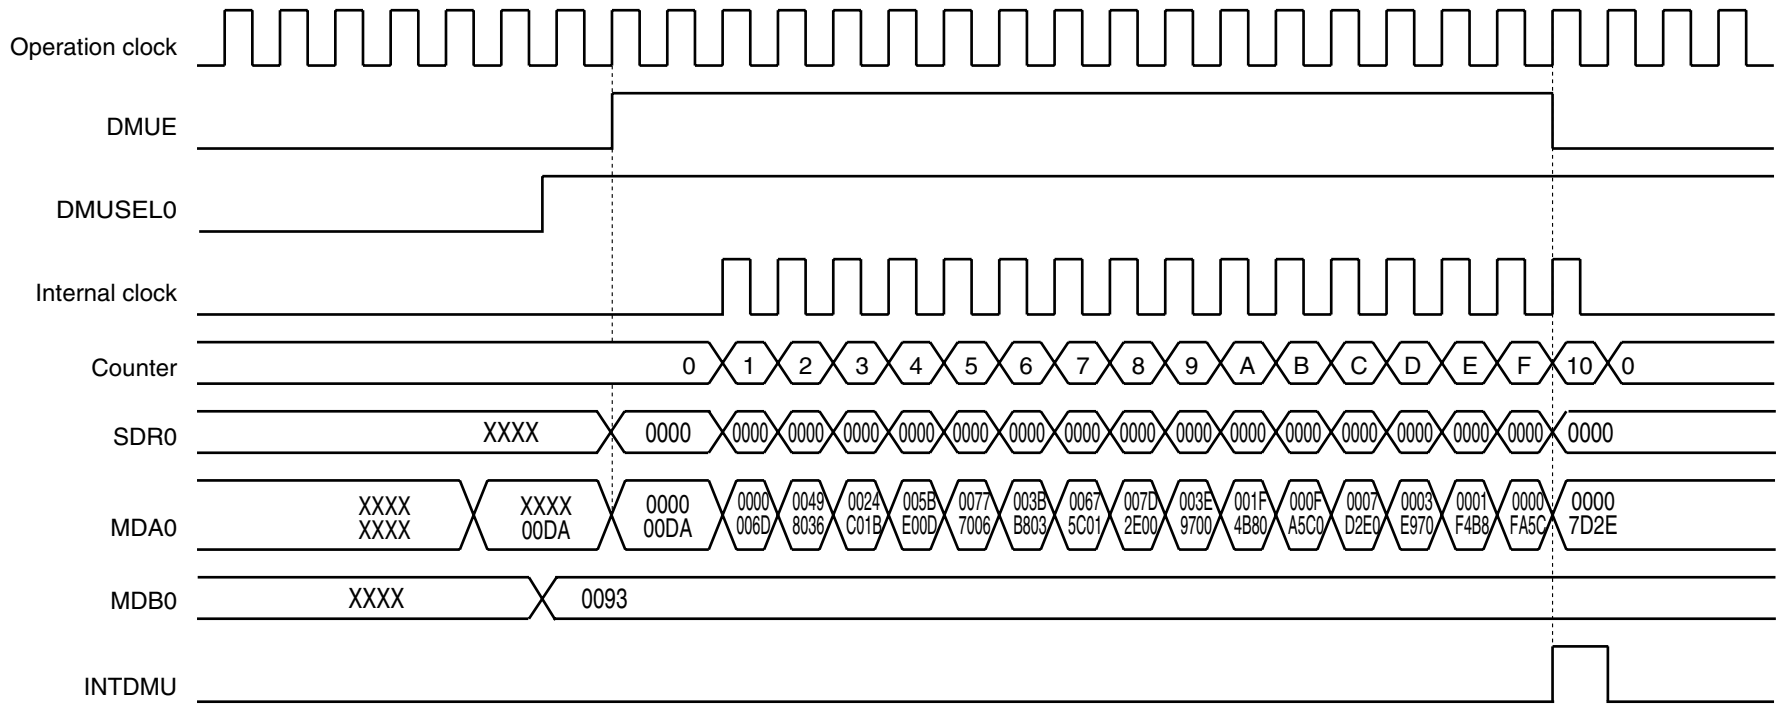 Operation clock
DMUE
DMUSEL0
Internal clock
Counter 0 1 2 3 4 5 6 7 8 9 A B C D E F 10 0
SDR0 XXXX 0000 0000 0000 0000 0000 0000 0000 0000 0000 0000 0000 0000 0000 0000 0000 0000 0000
XXXX XXXX 0000 0000 0049 0024 005B 0077 003B 0067 007D 003E 001F 000F 0007 0003 0001 0000 0000
MDA0
XXXX 00DA 00DA 006D 8036 C01B E00D 7006 B803 5C01 2E00 9700 4B80 A5C0 D2E0 E970 F4B8 FA5C 7D2E
MDB0 XXXX 0093
INTDMU